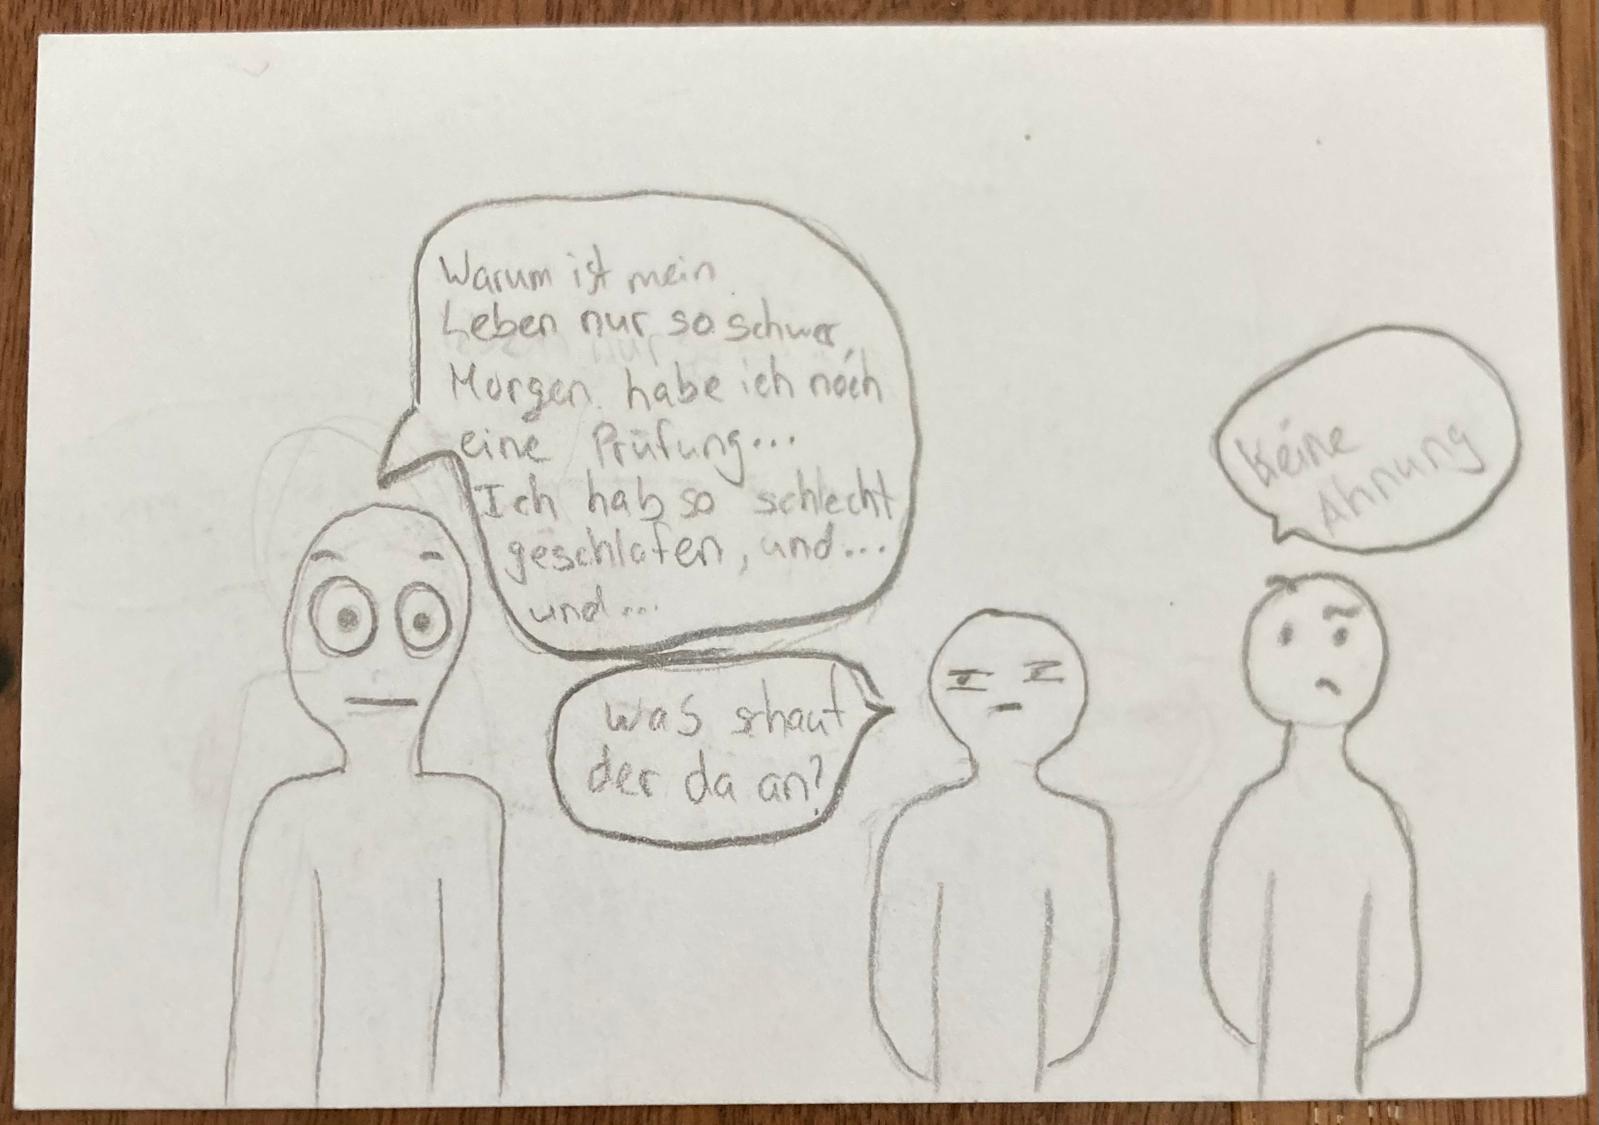 Warum ist mein
Leben nur so schwer,
Morgen habe ich noch
eine Prüfung...
Ich hab so schlecht
geschlafen, und...
und...
was schaut
der da an?
Keine
Ahnung